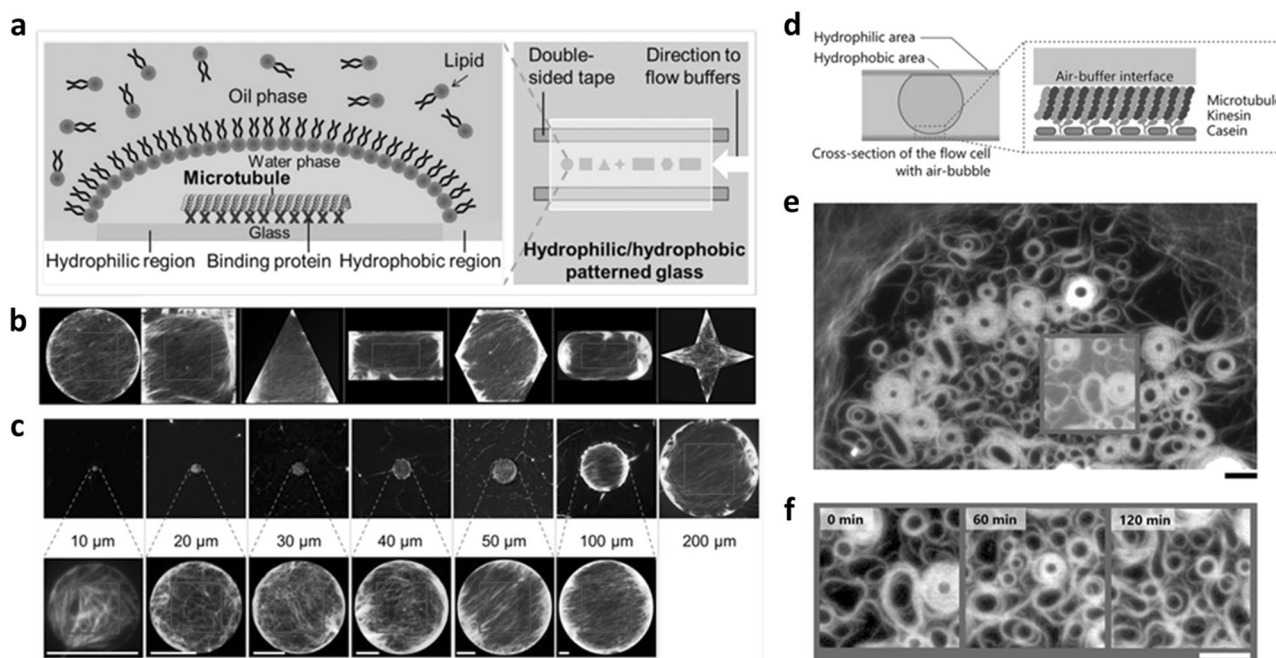 a
Lipid
Oil phase
Water phase
Microtubule
Glass
Hydrophilic region
Binding protein
Hydrophobic region
Double-
sided tape
Direction to
flow buffers
Hydrophilic/hydrophobic
patterned glass
b
c
10 µm
20 µm
30 µm
40 µm
50 µm
100 µm
200 µm
d
Hydrophilic area
Hydrophobic area
Cross-section of the flow cell
with air-bubble
Air-buffer interface
Microtubule
Kinesin
Casein
e
f
0 min
60 min
120 min